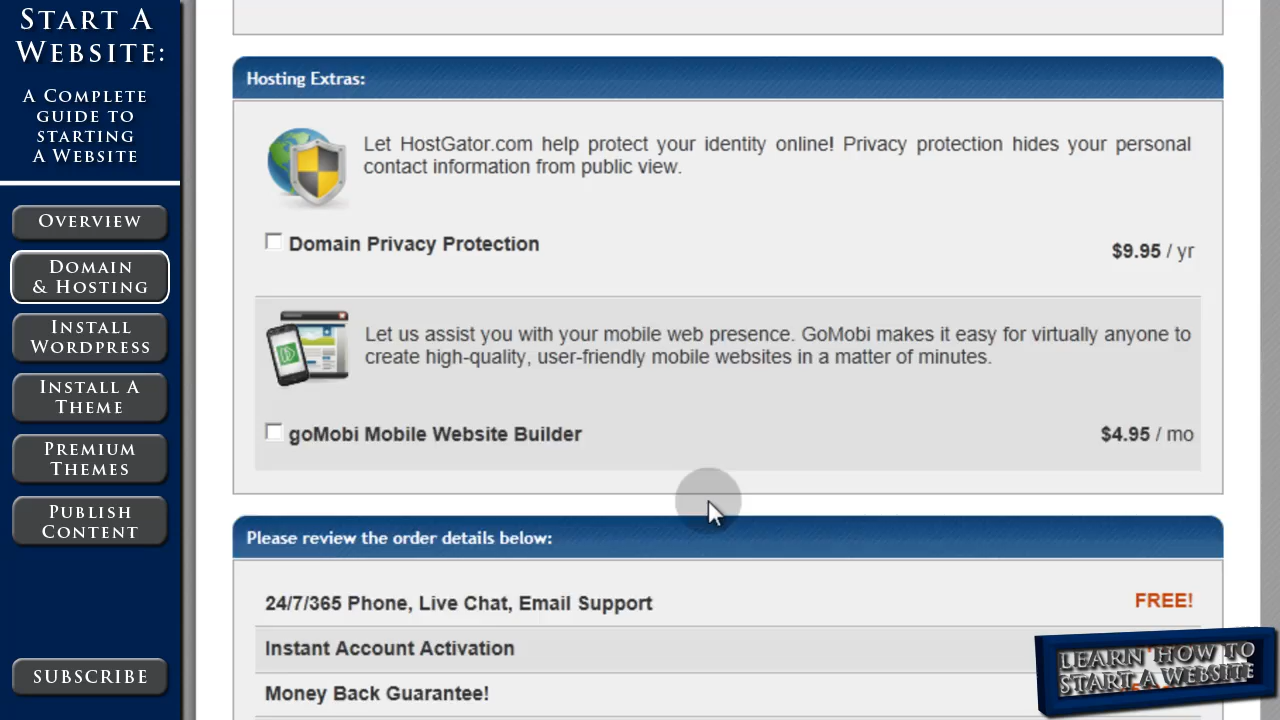 START A
WEBSITE:
A COMPLETE
GUIDE TO
STARTING
A WEBSITE
OVERVIEW
DOMAIN
& HOSTING
INSTALL
WORDPRESS
INSTALL A
THEME
PREMIUM
THEMES
PUBLISH
CONTENT
SUBSCRIBE
Hosting Extras:
Let HostGator.com help protect your identity online! Privacy protection hides your personal
contact information from public view.
Domain Privacy Protection
$9.95 / yr
Let us assist you with your mobile web presence. GoMobi makes it easy for virtually anyone to
create high-quality, user-friendly mobile websites in a matter of minutes.
goMobi Mobile Website Builder
$4.95 / mo
Please review the order details below:
24/7/365 Phone, Live Chat, Email Support
FREE!
Instant Account Activation
Money Back Guarantee!
LEARN HOW TO
START A WEBSITE